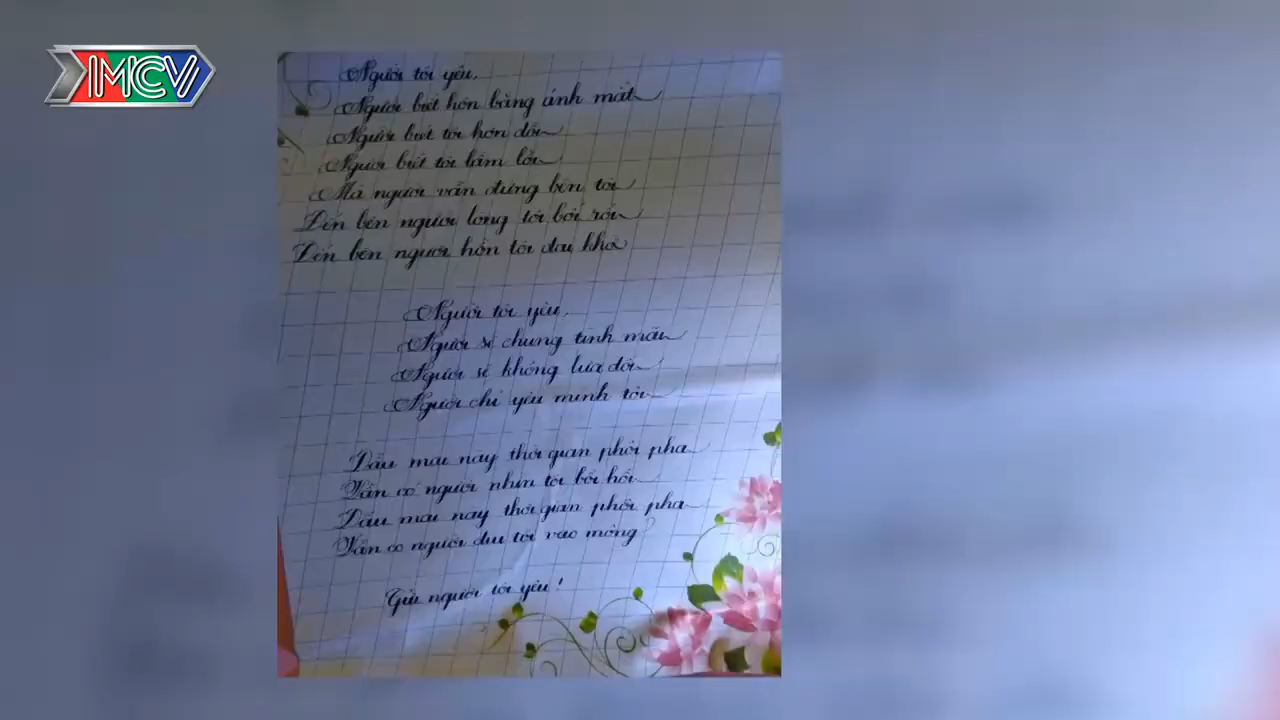 MCV
Người tôi yêu,
Người biết hôn bằng ánh mắt
Người biết tôi hờn dỗi
Người biết tôi lầm lỗi
Mà người vẫn đứng bên tôi
Đến bên người lòng tôi bối rối
Đến bên người hồn tôi đau khổ
Người tôi yêu,
Người sẽ chung tình mãi
Người sẽ không lừa dối
Người chỉ yêu mình tôi
Dẫu mai này thời gian phôi pha
Vẫn có người nhìn tôi bồi hồi
Dẫu mai này thời gian phôi pha
Vẫn có người đưa tôi vào mộng?
Gửi người tôi yêu!